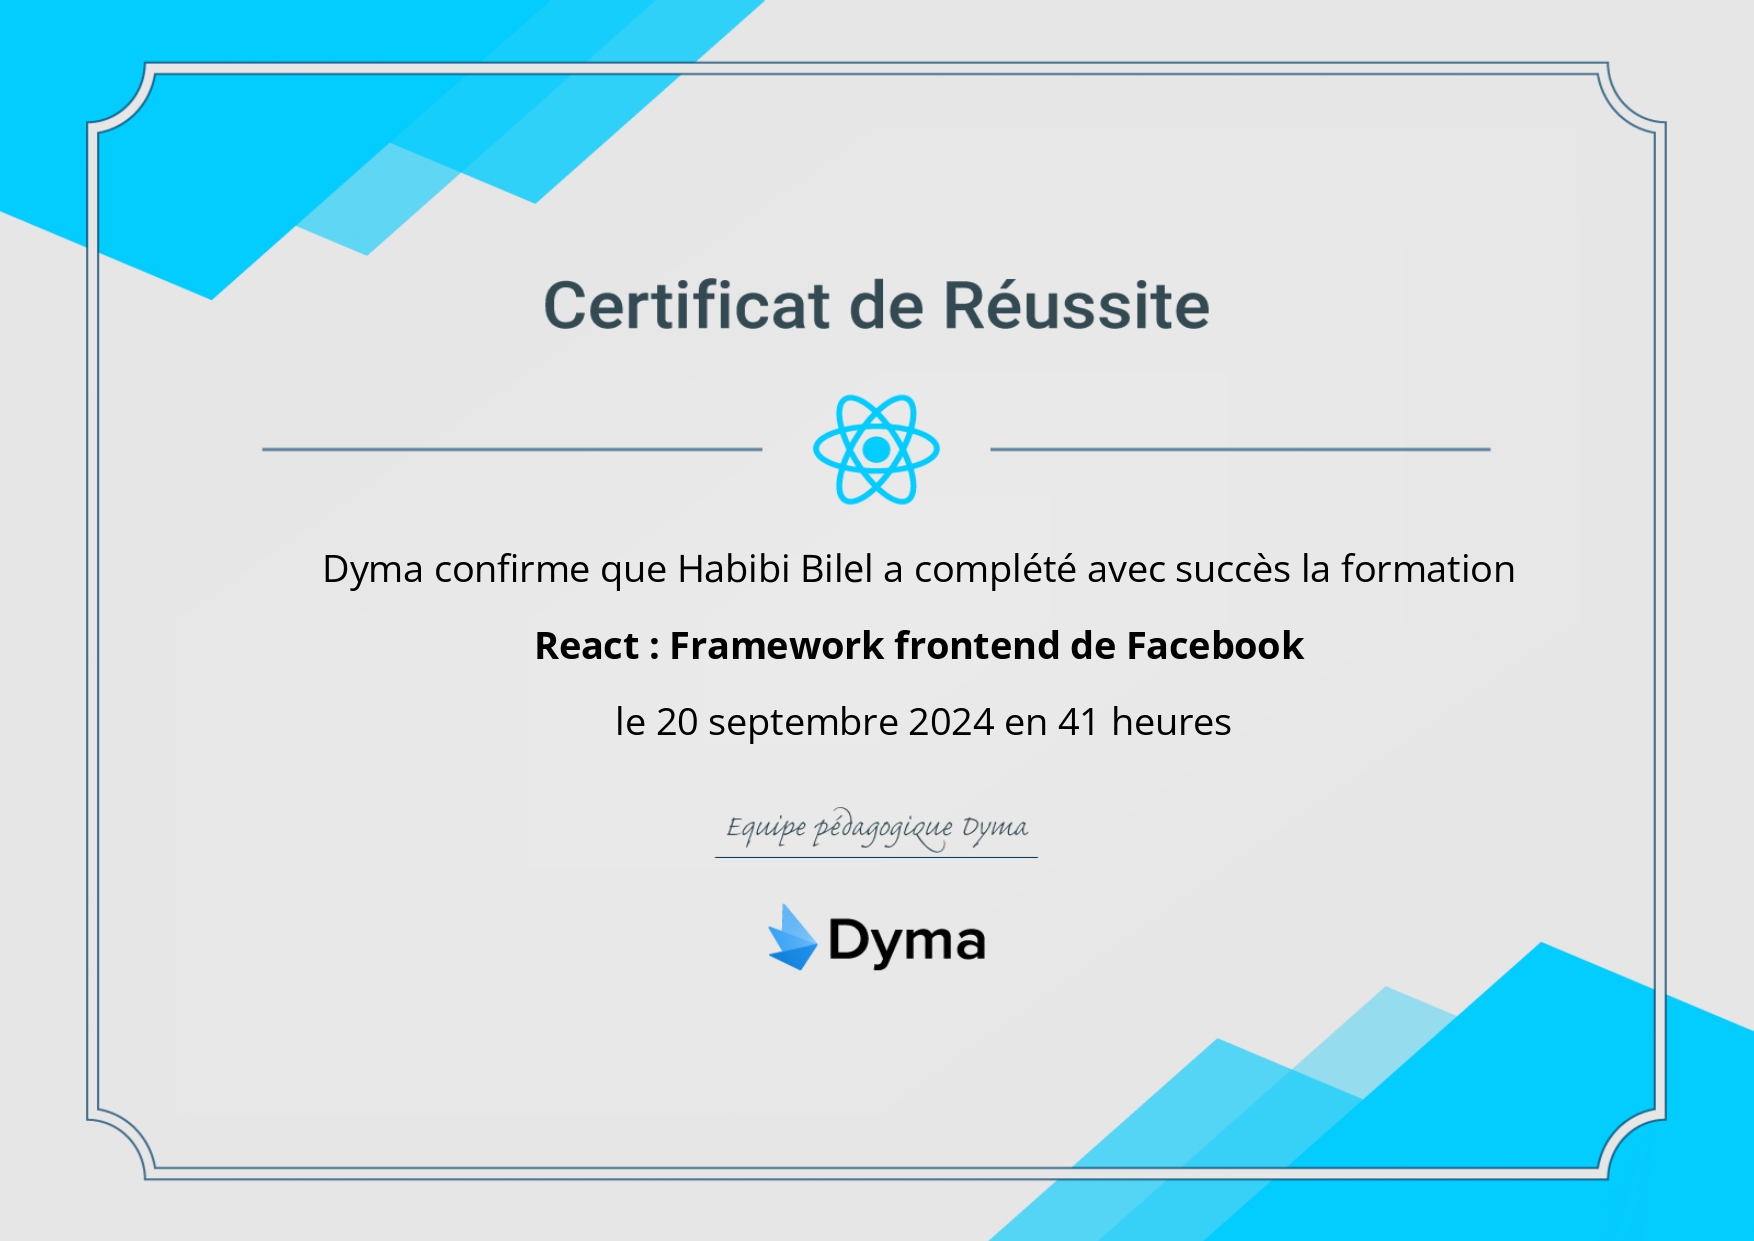 Certificat de Réussite
Dyma confirme que Habibi Bilel a complété avec succès la formation
React : Framework frontend de Facebook
le 20 septembre 2024 en 41 heures
Equipe pédagogique Dyma
Dyma